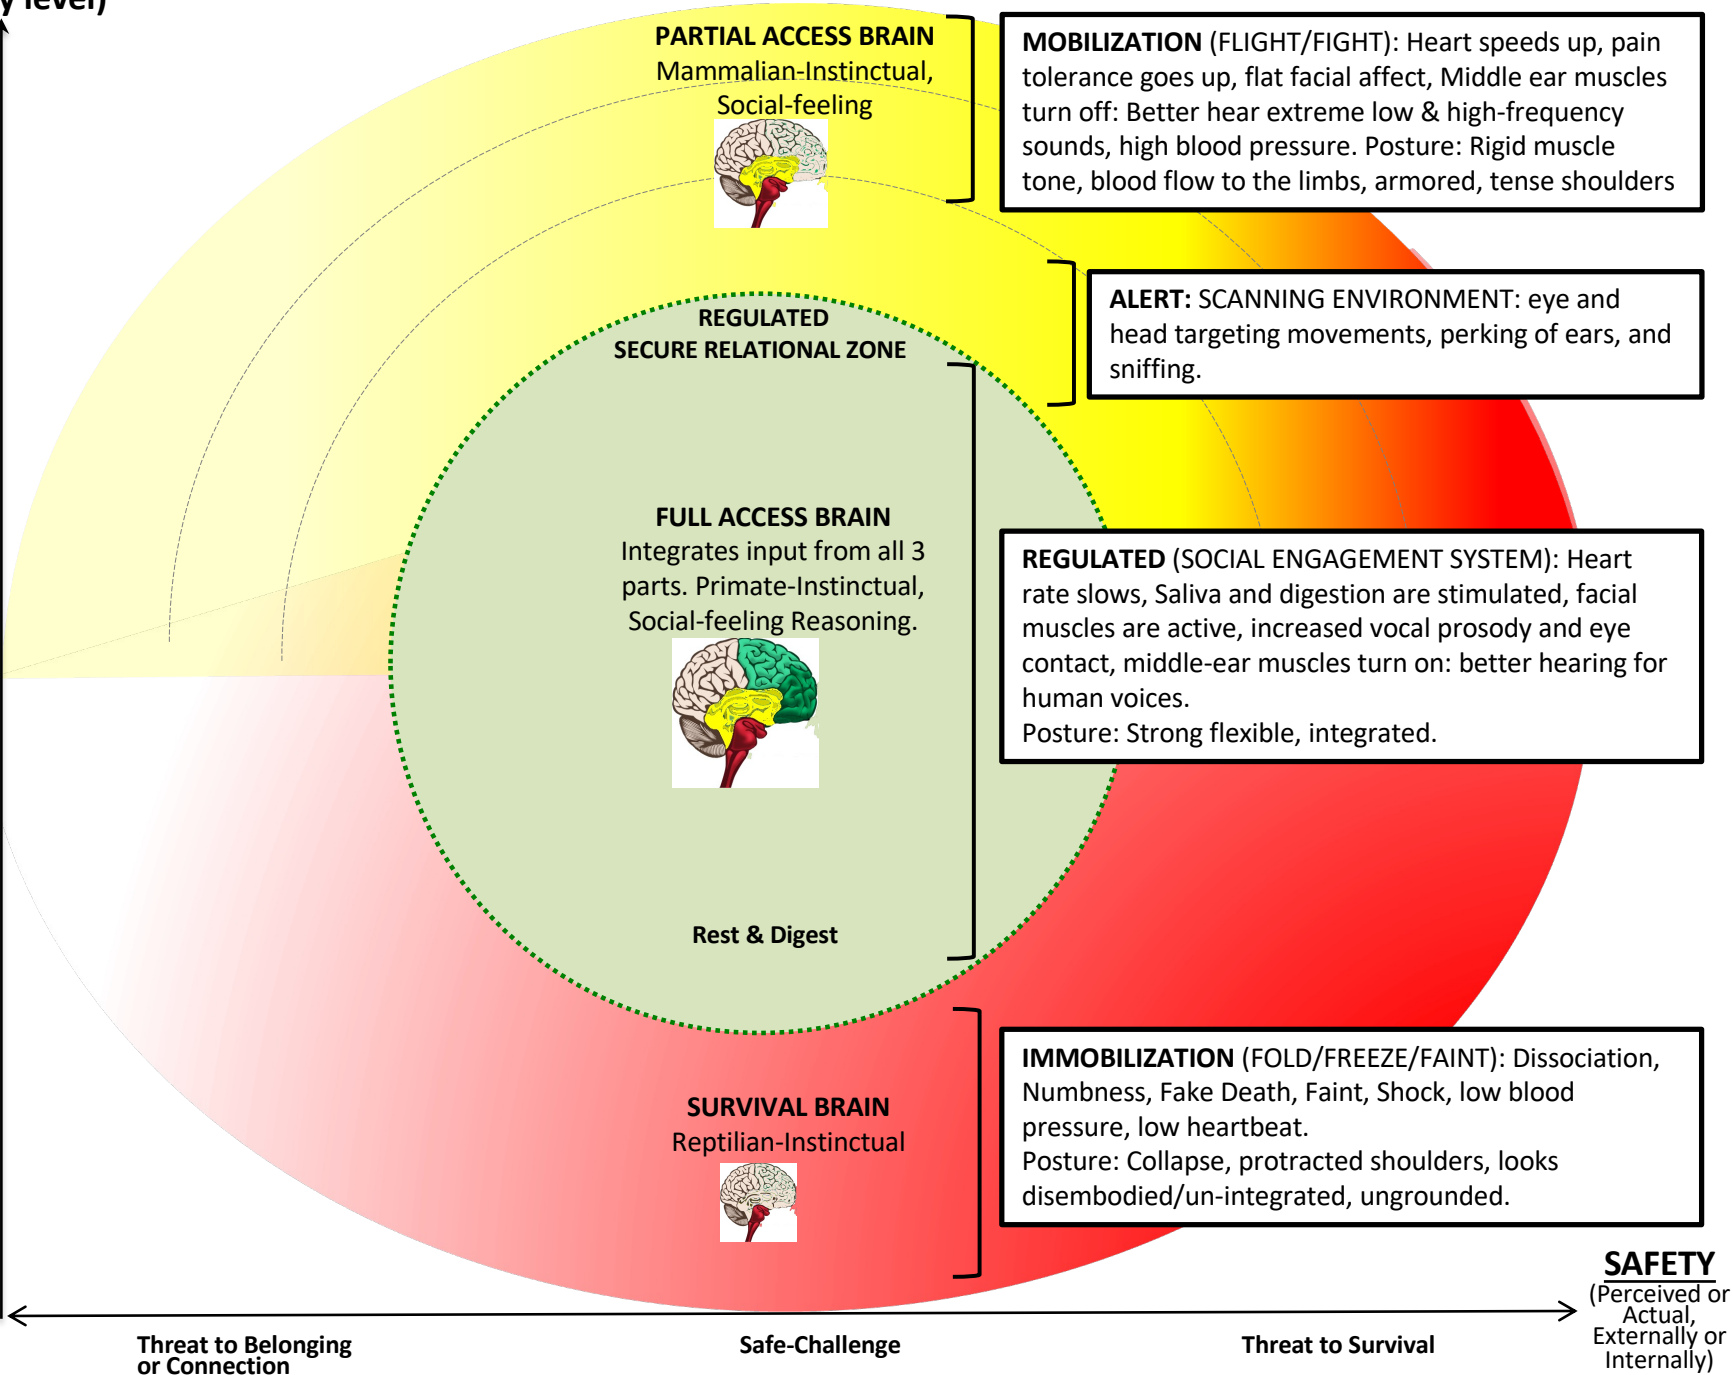 y level)
PARTIAL ACCESS BRAIN
Mammalian-Instinctual,
Social-feeling
MOBILIZATION (FLIGHT/FIGHT): Heart speeds up, pain
tolerance goes up, flat facial affect, Middle ear muscles
turn off: Better hear extreme low & high-frequency
sounds, high blood pressure. Posture: Rigid muscle
tone, blood flow to the limbs, armored, tense shoulders
ALERT: SCANNING ENVIRONMENT: eye and
head targeting movements, perking of ears, and
sniffing.
REGULATED
SECURE RELATIONAL ZONE
FULL ACCESS BRAIN
Integrates input from all 3
parts. Primate-Instinctual,
Social-feeling Reasoning.
REGULATED (SOCIAL ENGAGEMENT SYSTEM): Heart
rate slows, Saliva and digestion are stimulated, facial
muscles are active, increased vocal prosody and eye
contact, middle-ear muscles turn on: better hearing for
human voices.
Posture: Strong flexible, integrated.
Rest & Digest
SURVIVAL BRAIN
Reptilian-Instinctual
IMMOBILIZATION (FOLD/FREEZE/FAINT): Dissociation,
Numbness, Fake Death, Faint, Shock, low blood
pressure, low heartbeat.
Posture: Collapse, protracted shoulders, looks
disembodied/un-integrated, ungrounded.
SAFETY
(Perceived or
Actual,
Externally or
Internally)
Threat to Belonging
or Connection
Safe-Challenge
Threat to Survival